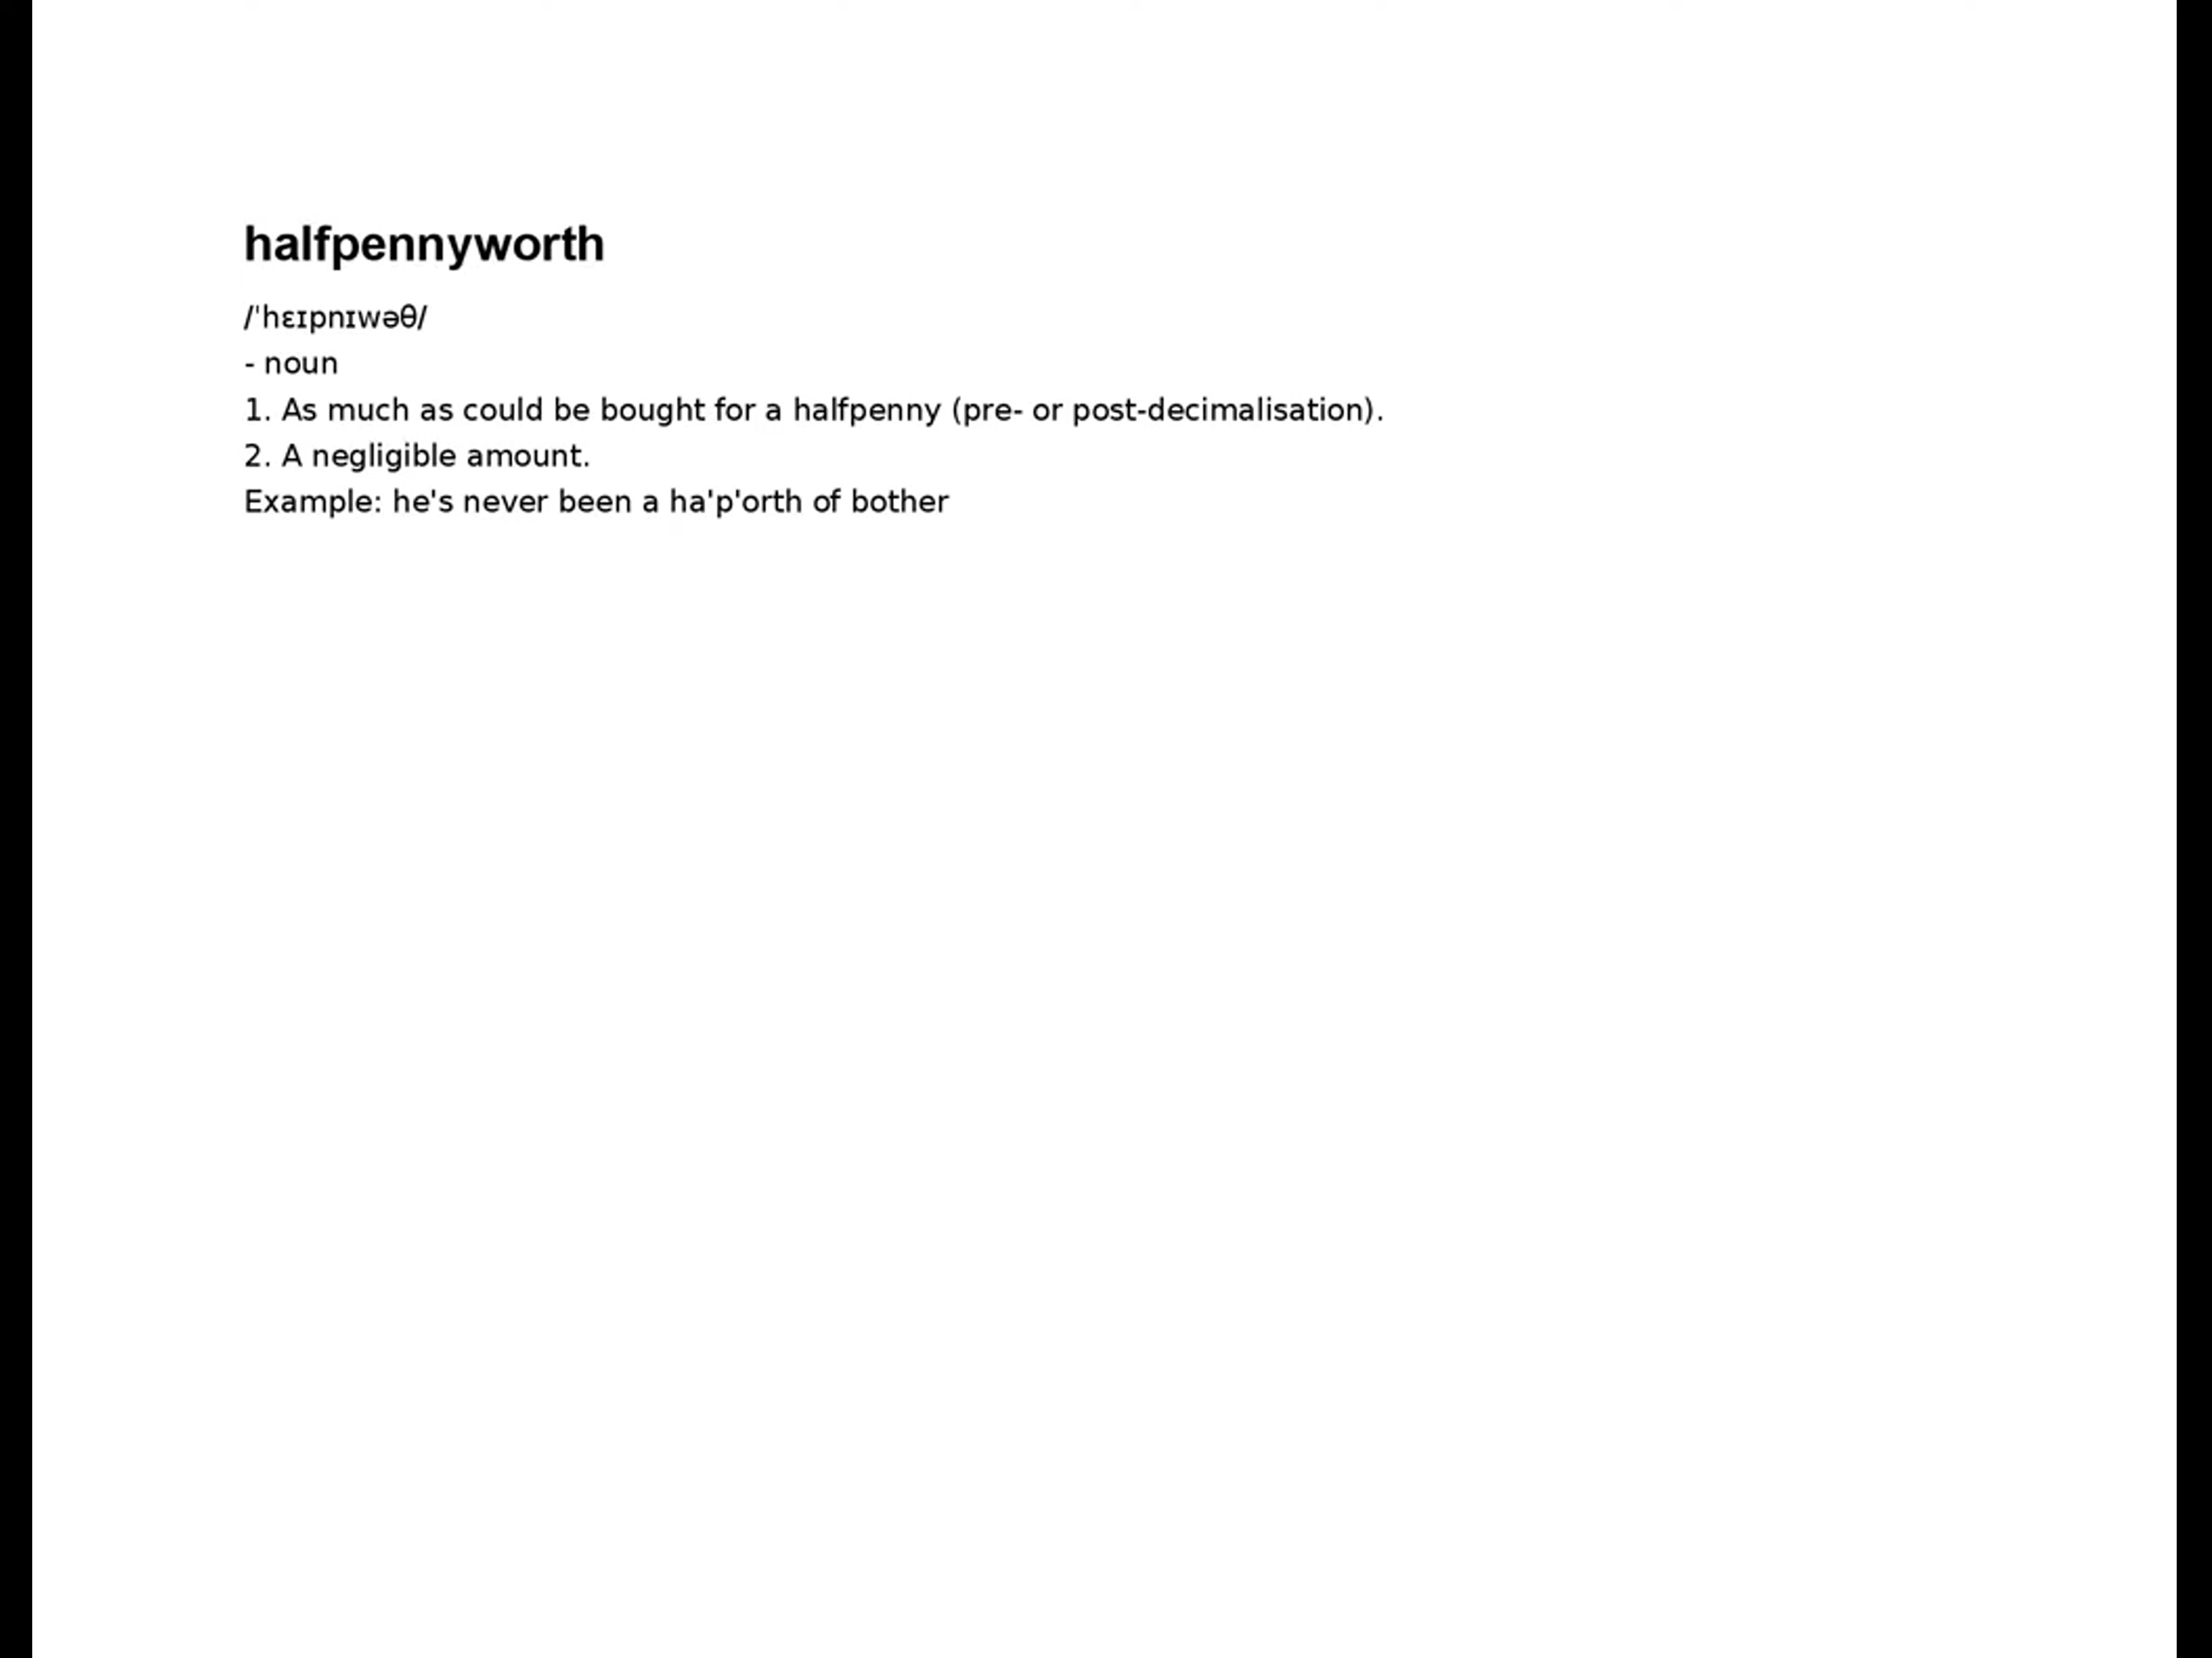 halfpennyworth
/ˈhɛɪpnɪwəθ/
- noun
1. As much as could be bought for a halfpenny (pre- or post-decimalisation).
2. A negligible amount.
Example: he's never been a ha'p'orth of bother